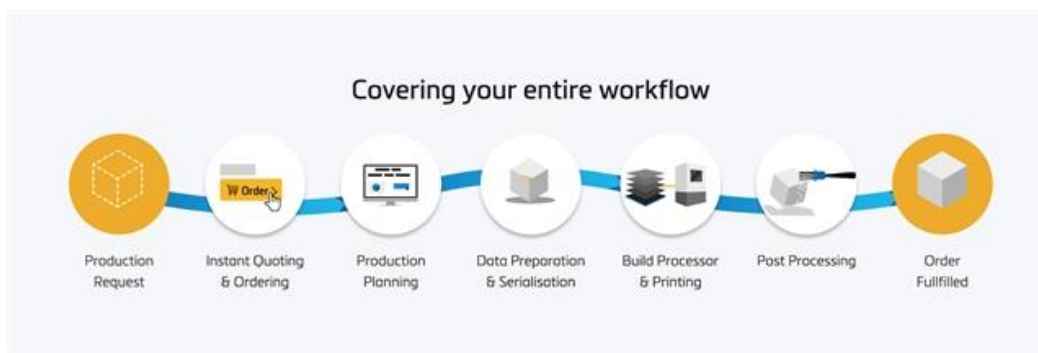 Covering your entire workflow
Order
Production
Request
Instant Quoting
& Ordering
Production
Planning
Data Preparation
& Serialisation
Build Processor
& Printing
Post Processing
Order
Fullfilled